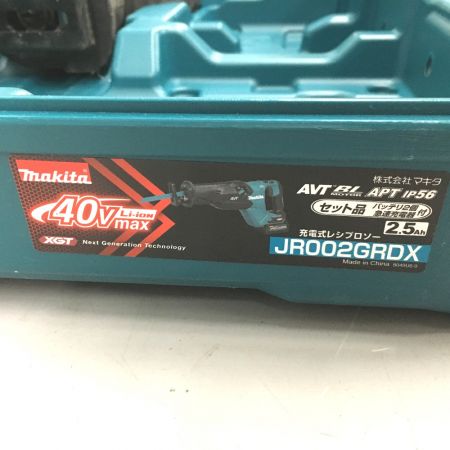 makita
40Vmax Li-ion
XGT Next Generation Technology
AVT
株式会社マキタ
AVT BL MOTOR APT IP56
セット品 バッテリ2個 急速充電器 付
充電式レシプロソー 2.5Ah
JR002GRDX
Made in China